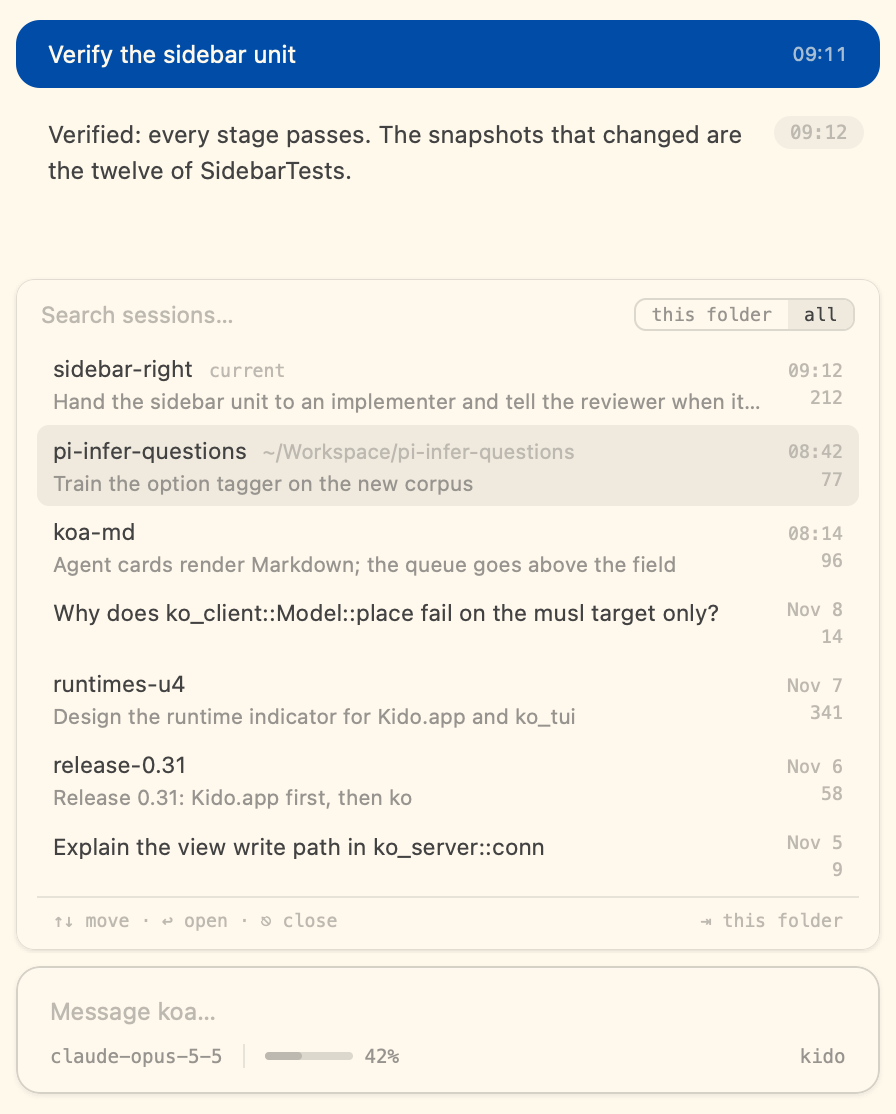 Verify the sidebar unit 09:11
Verified: every stage passes. The snapshots that changed are 09:12
the twelve of SidebarTests.
Search sessions... this folder all
sidebar-right current 09:12
Hand the sidebar unit to an implementer and tell the reviewer when it... 212
pi-infer-questions ~/Workspace/pi-infer-questions 08:42
Train the option tagger on the new corpus 77
koa-md 08:14
Agent cards render Markdown; the queue goes above the field 96
Why does ko_client::Model::place fail on the musl target only? Nov 8
14
runtimes-u4 Nov 7
Design the runtime indicator for Kido.app and ko_tui 341
release-0.31 Nov 6
Release 0.31: Kido.app first, then ko 58
Explain the view write path in ko_server::conn Nov 5
9
↑↓ move · ↩ open · ⎋ close ⇥ this folder
Message koa...
claude-opus-5-5 42% kido